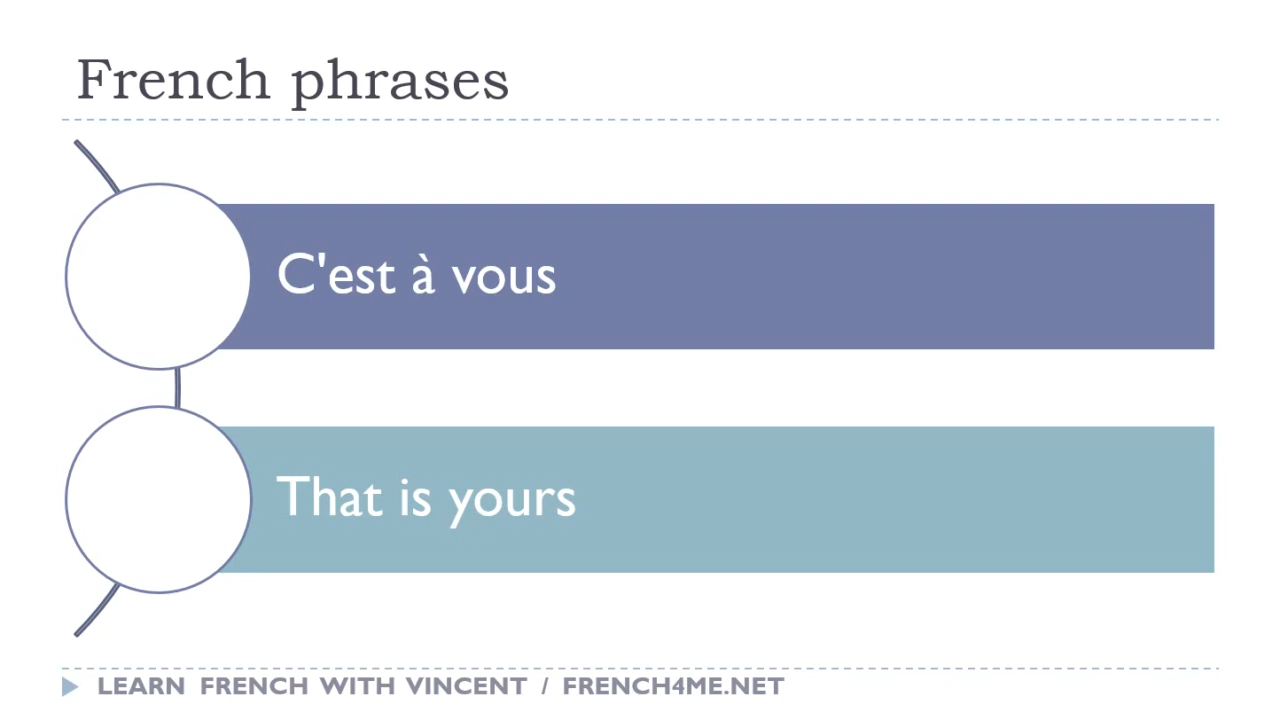 French phrases
C'est à vous
That is yours
LEARN FRENCH WITH VINCENT / FRENCH4ME.NET